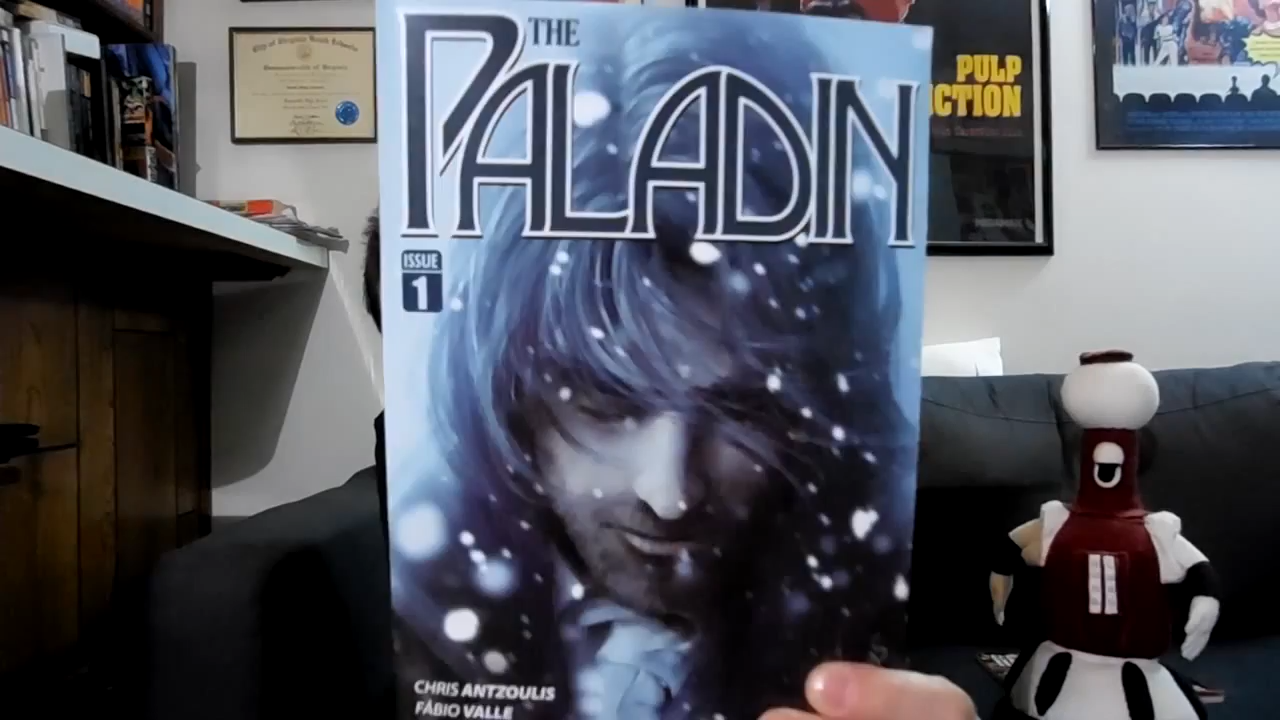 THE
PALADIN
ISSUE
1
CHRIS ANTZOULIS
FÁBIO VALLE
PULP
ICTION